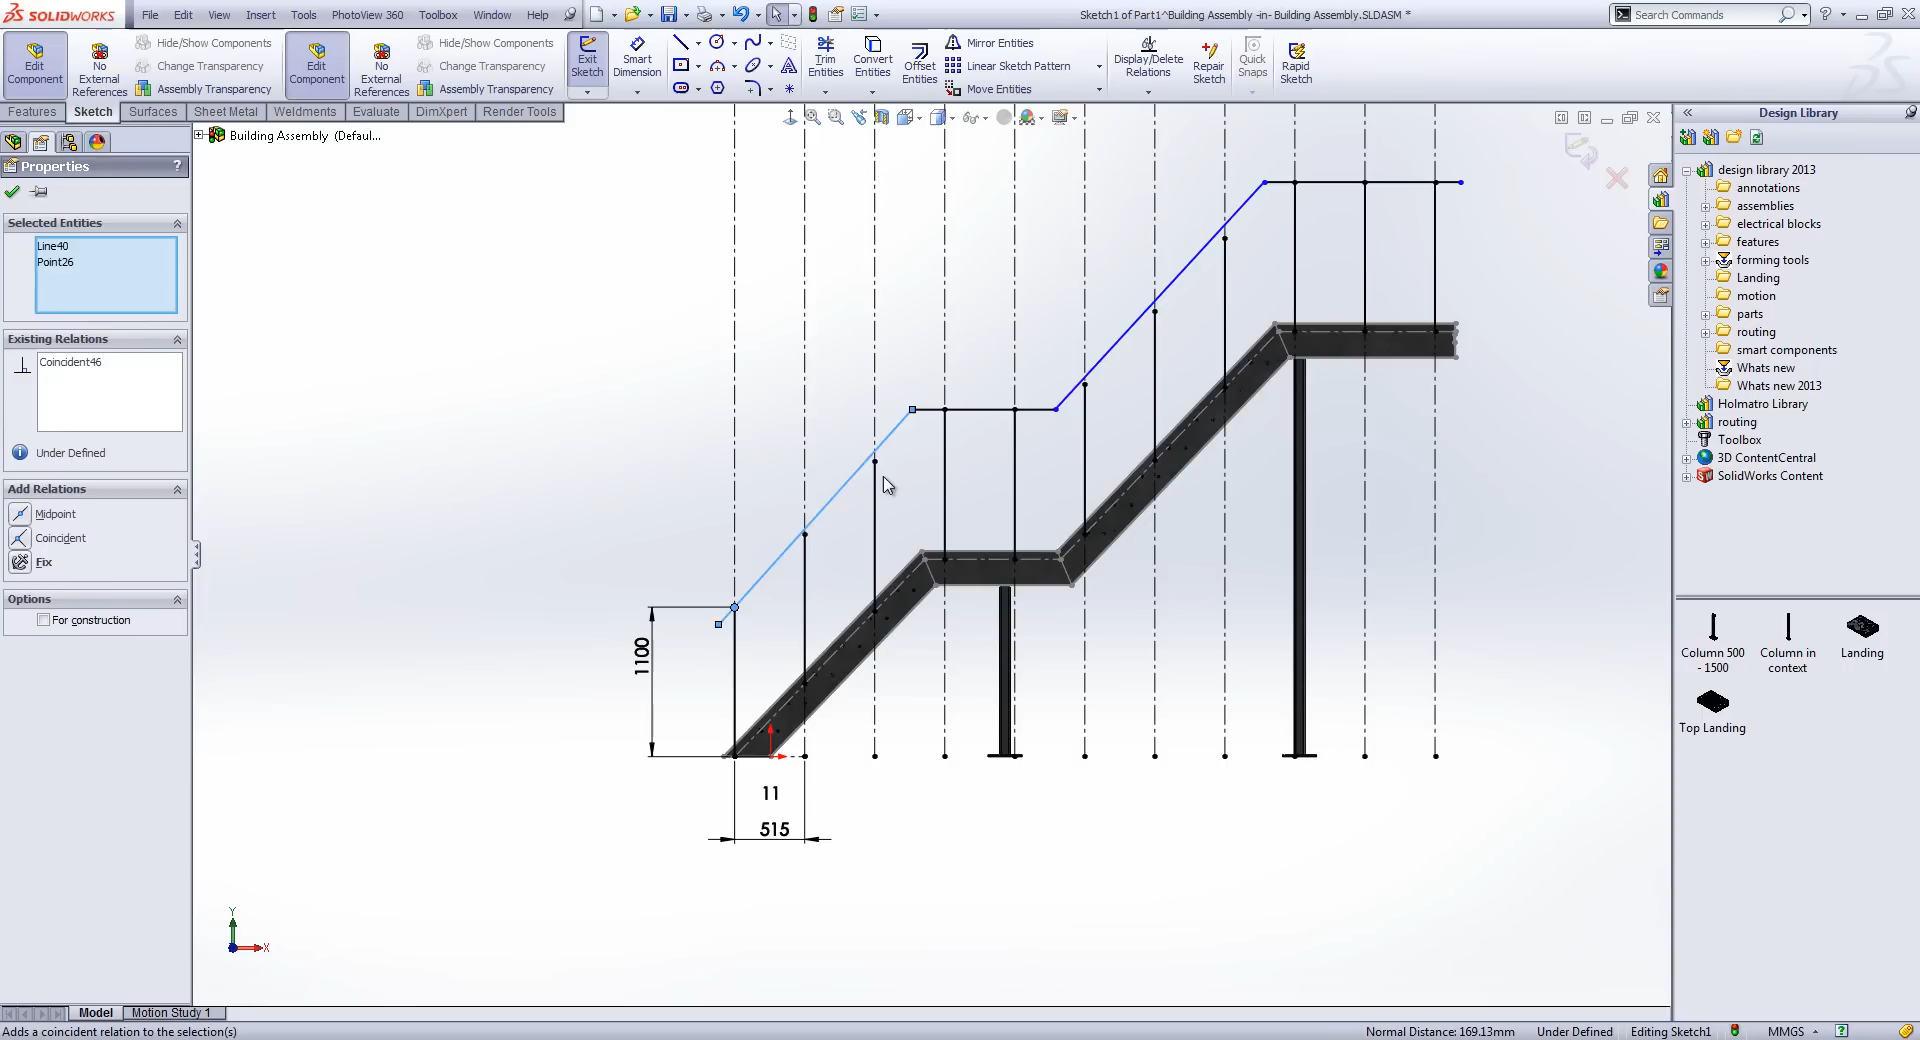 SOLIDWORKS File Edit View Insert Tools PhotoView 360 Toolbox Window Help Sketch1 of Part1^Building Assembly -in- Building Assembly.SLDASM * Search Commands
Edit Component
No External References
Hide/Show Components
Change Transparency
Assembly Transparency
Edit Component
No External References
Hide/Show Components
Change Transparency
Assembly Transparency
Exit Sketch
Smart Dimension
Trim Entities
Convert Entities
Offset Entities
Mirror Entities
Linear Sketch Pattern
Move Entities
Display/Delete Relations
Repair Sketch
Quick Snaps
Rapid Sketch
Features Sketch Surfaces Sheet Metal Weldments Evaluate DimXpert Render Tools
Building Assembly (Defaul...
Properties ?
Selected Entities
Line40
Point26
Existing Relations
Coincident46
Under Defined
Add Relations
Midpoint
Coincident
Fix
Options
For construction
1100
11
515
Y
X
Design Library
design library 2013
annotations
assemblies
electrical blocks
features
forming tools
Landing
motion
parts
routing
smart components
Whats new
Whats new 2013
Holmatro Library
routing
Toolbox
3D ContentCentral
SolidWorks Content
Column 500 - 1500
Column in context
Landing
Top Landing
Model Motion Study 1
Adds a coincident relation to the selection(s) Normal Distance: 169.13mm Under Defined Editing Sketch1 MMGS